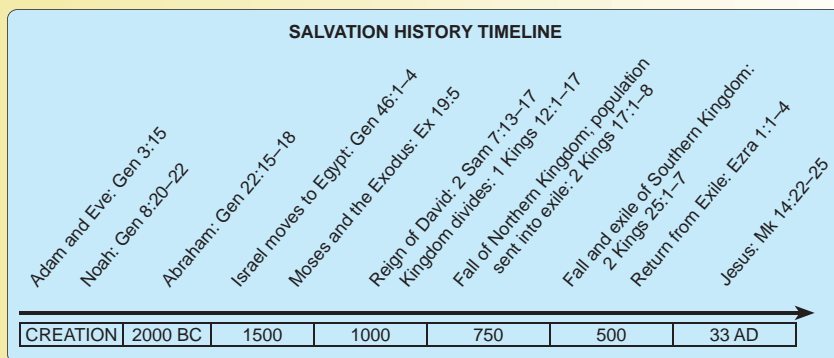 SALVATION HISTORY TIMELINE
Adam and Eve: Gen 3:15
Noah: Gen 8:20–22
Abraham: Gen 22:15–18
Israel moves to Egypt: Gen 46:1–4
Moses and the Exodus: Ex 19:5
Reign of David: 2 Sam 7:13–17
Kingdom divides: 1 Kings 12:1–17
Fall of Northern Kingdom; population
sent into exile: 2 Kings 17:1–8
Fall and exile of Southern Kingdom:
2 Kings 25:1–7
Return from Exile: Ezra 1:1–4
Jesus: Mk 14:22–25
CREATION 2000 BC 1500 1000 750 500 33 AD